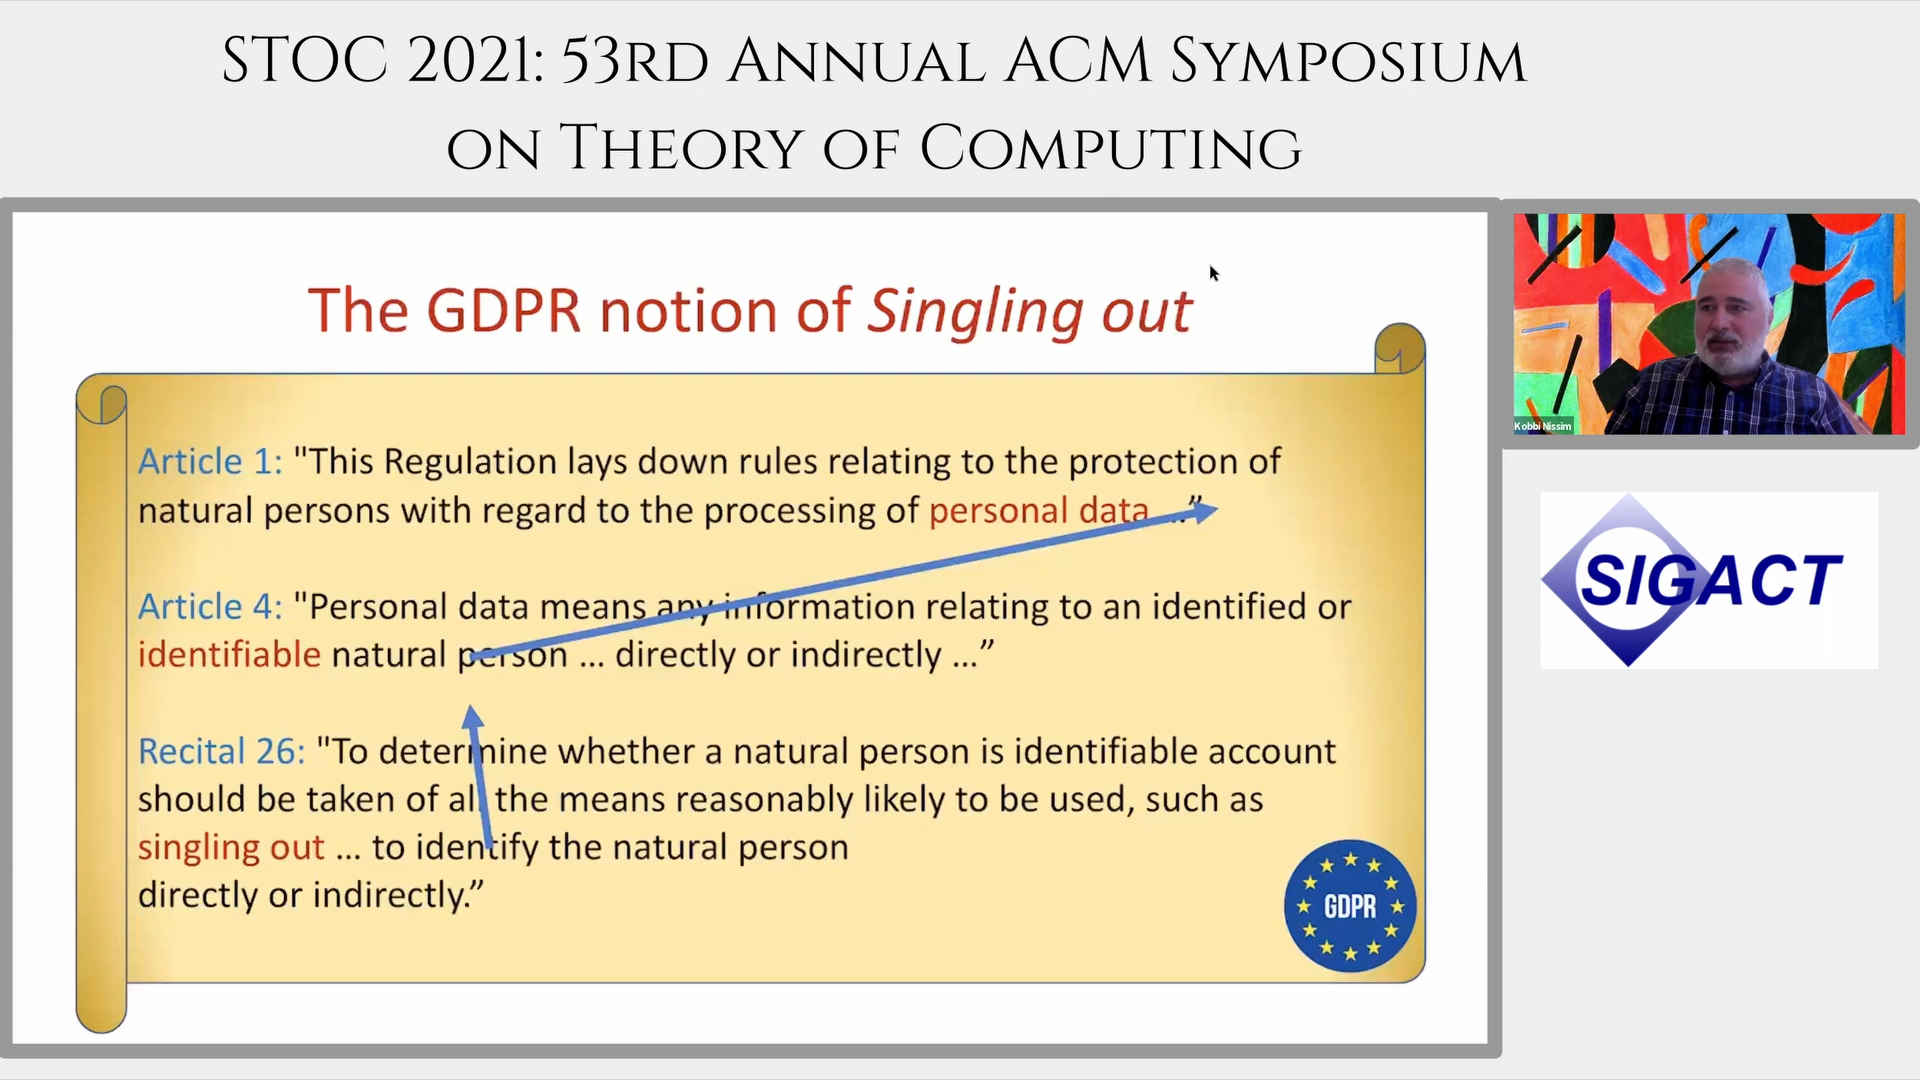 STOC 2021: 53RD ANNUAL ACM SYMPOSIUM
ON THEORY OF COMPUTING
The GDPR notion of Singling out
Article 1: "This Regulation lays down rules relating to the protection of
natural persons with regard to the processing of personal data ...”
Article 4: "Personal data means any information relating to an identified or
identifiable natural person ... directly or indirectly ...”
Recital 26: "To determine whether a natural person is identifiable account
should be taken of all the means reasonably likely to be used, such as
singling out ... to identify the natural person
directly or indirectly.”
GDPR
Kobbi Nissim
SIGACT